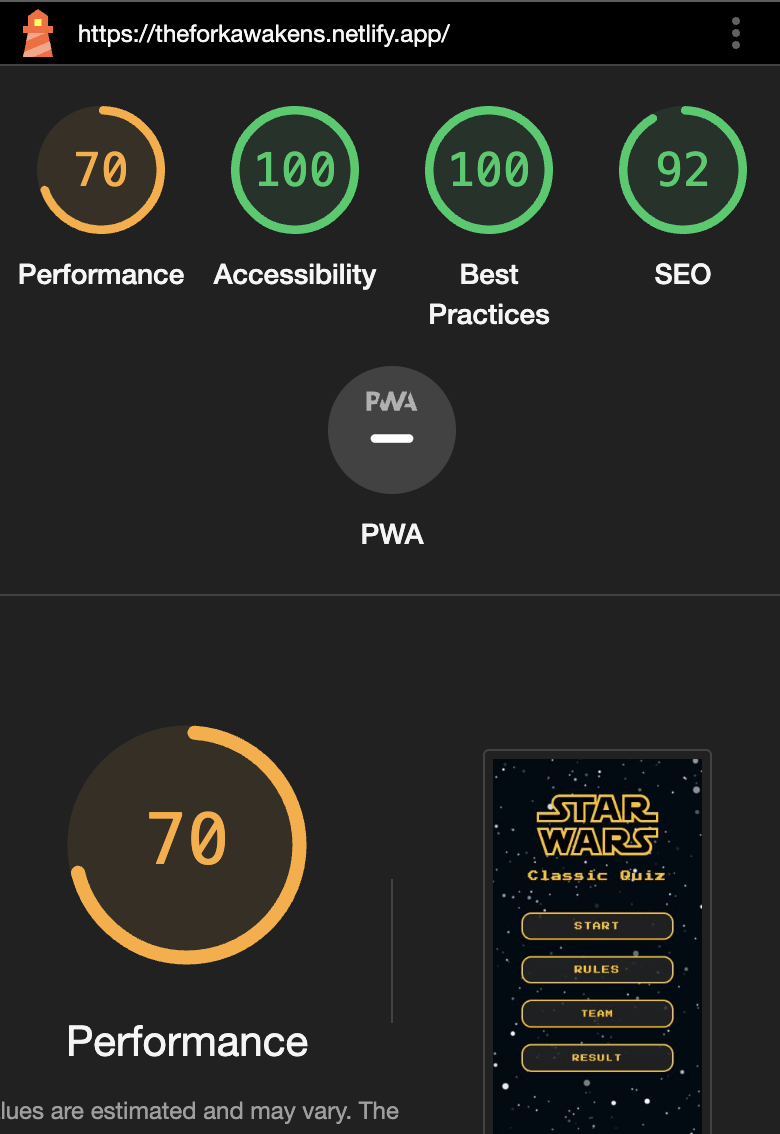 https://theforkawakens.netlify.app/
70 100 100 92
Performance Accessibility Best Practices SEO
PWA
PWA
70
Performance
lues are estimated and may vary. The
STAR
WARS
Classic Quiz
START
RULES
TEAM
RESULT